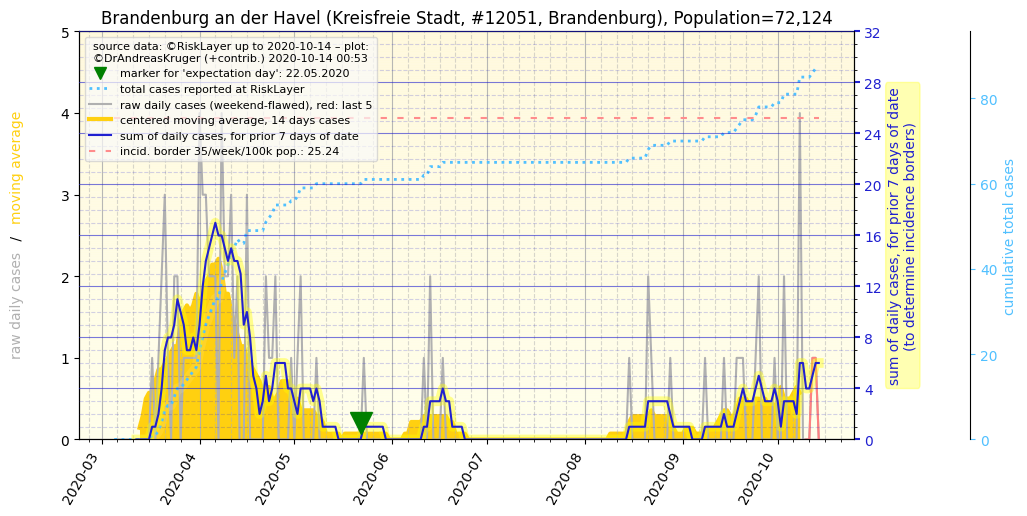 Brandenburg an der Havel (Kreisfreie Stadt, #12051, Brandenburg), Population=72,124
source data: ©RiskLayer up to 2020-10-14 – plot:
©DrAndreasKruger (+contrib.) 2020-10-14 00:53
marker for 'expectation day': 22.05.2020
total cases reported at RiskLayer
raw daily cases (weekend-flawed), red: last 5
centered moving average, 14 days cases
sum of daily cases, for prior 7 days of date
incid. border 35/week/100k pop.: 25.24
raw daily cases / moving average
5
4
3
2
1
0
2020-03
2020-04
2020-05
2020-06
2020-07
2020-08
2020-09
2020-10
32
28
24
20
16
12
8
4
0
sum of daily cases, for prior 7 days of date
(to determine incidence borders)
80
60
40
20
0
cumulative total cases